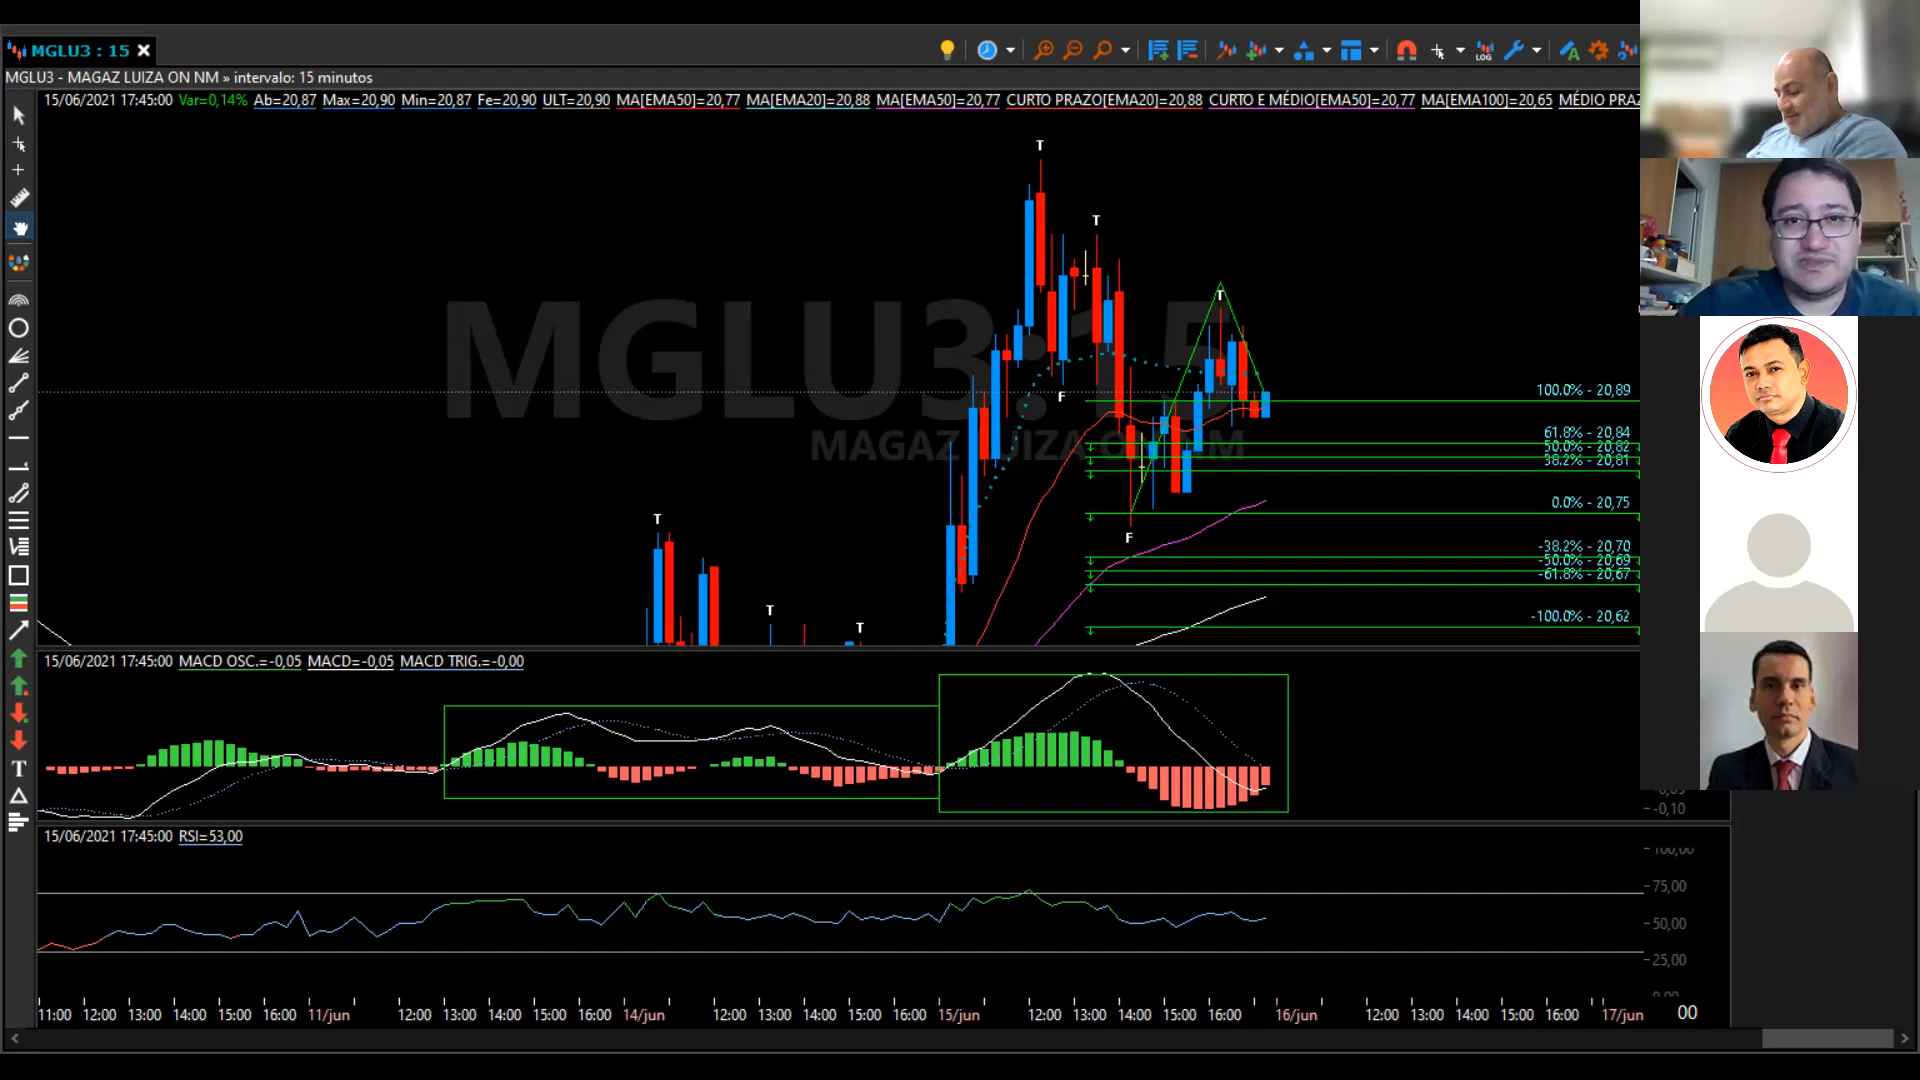 MGLU3 : 15
MGLU3 - MAGAZ LUIZA ON NM » intervalo: 15 minutos
15/06/2021 17:45:00 Var=0,14% Ab=20,87 Max=20,90 Min=20,87 Fe=20,90 ULT=20,90 MA[EMA50]=20,77 MA[EMA20]=20,88 MA[EMA50]=20,77 CURTO PRAZO[EMA20]=20,88 CURTO E MÉDIO[EMA50]=20,77 MA[EMA100]=20,65 MÉDIO PRAZ
LOG
T
T
T
MGLU3:15
MAGAZ LUIZA ON NM
F
100.0% - 20,89
61.8% - 20,84
50.0% - 20,82
38.2% - 20,81
0.0% - 20,75
F
T
-38.2% - 20,70
-50.0% - 20,69
-61.8% - 20,67
T
-100.0% - 20,62
T
15/06/2021 17:45:00 MACD OSC.=-0,05 MACD=-0,05 MACD TRIG.=-0,00
-0,10
15/06/2021 17:45:00 RSI=53,00
100,00
75,00
50,00
25,00
11:00 12:00 13:00 14:00 15:00 16:00 11/jun 12:00 13:00 14:00 15:00 16:00 14/jun 12:00 13:00 14:00 15:00 16:00 15/jun 12:00 13:00 14:00 15:00 16:00 16/jun 12:00 13:00 14:00 15:00 16:00 17/jun 00